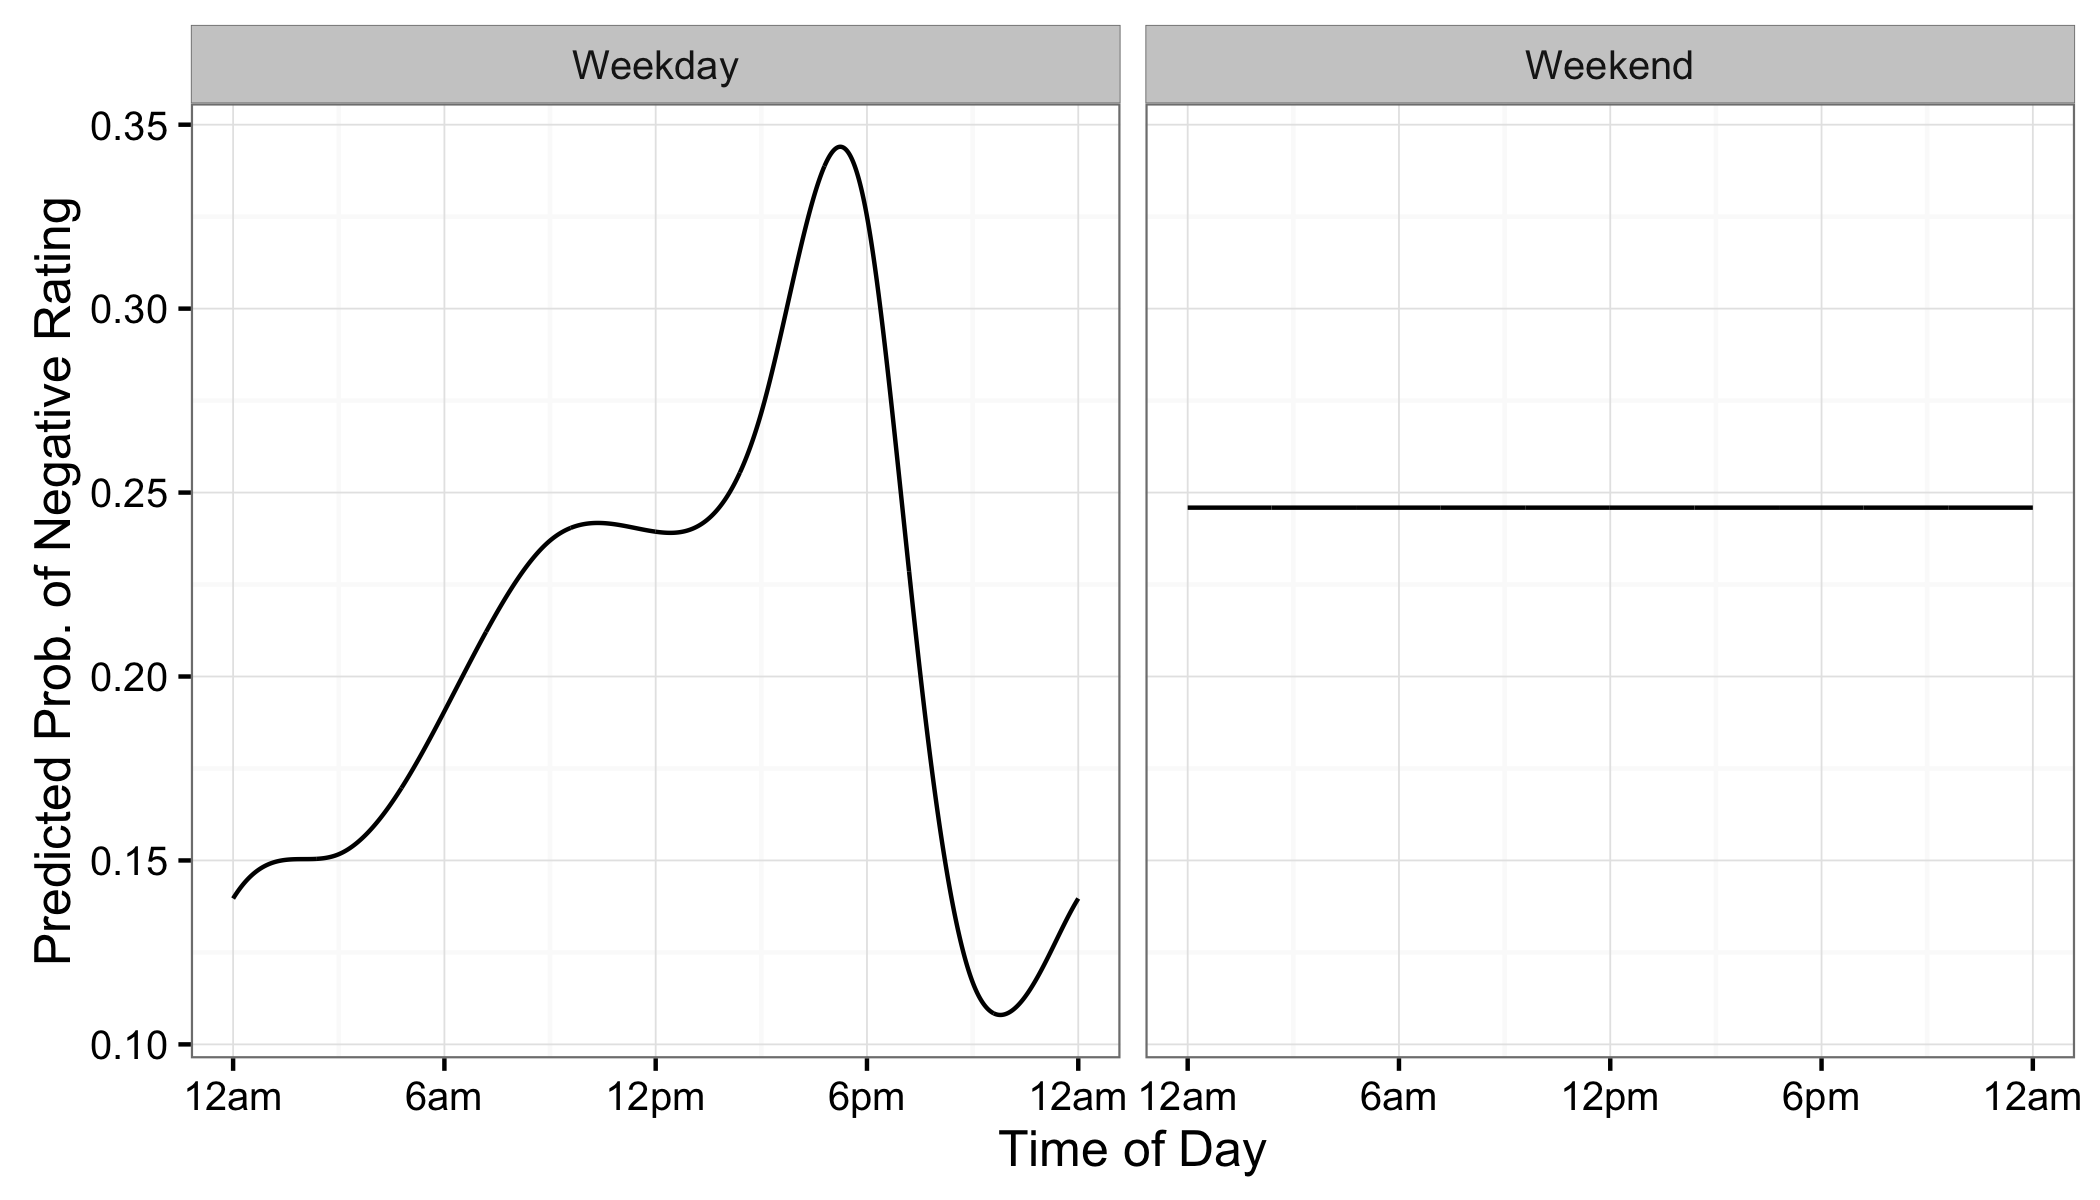 Weekday
Weekend
Predicted Prob. of Negative Rating
0.35
0.30
0.25
0.20
0.15
0.10
12am 6am 12pm 6pm 12am
12am 6am 12pm 6pm 12am
Time of Day